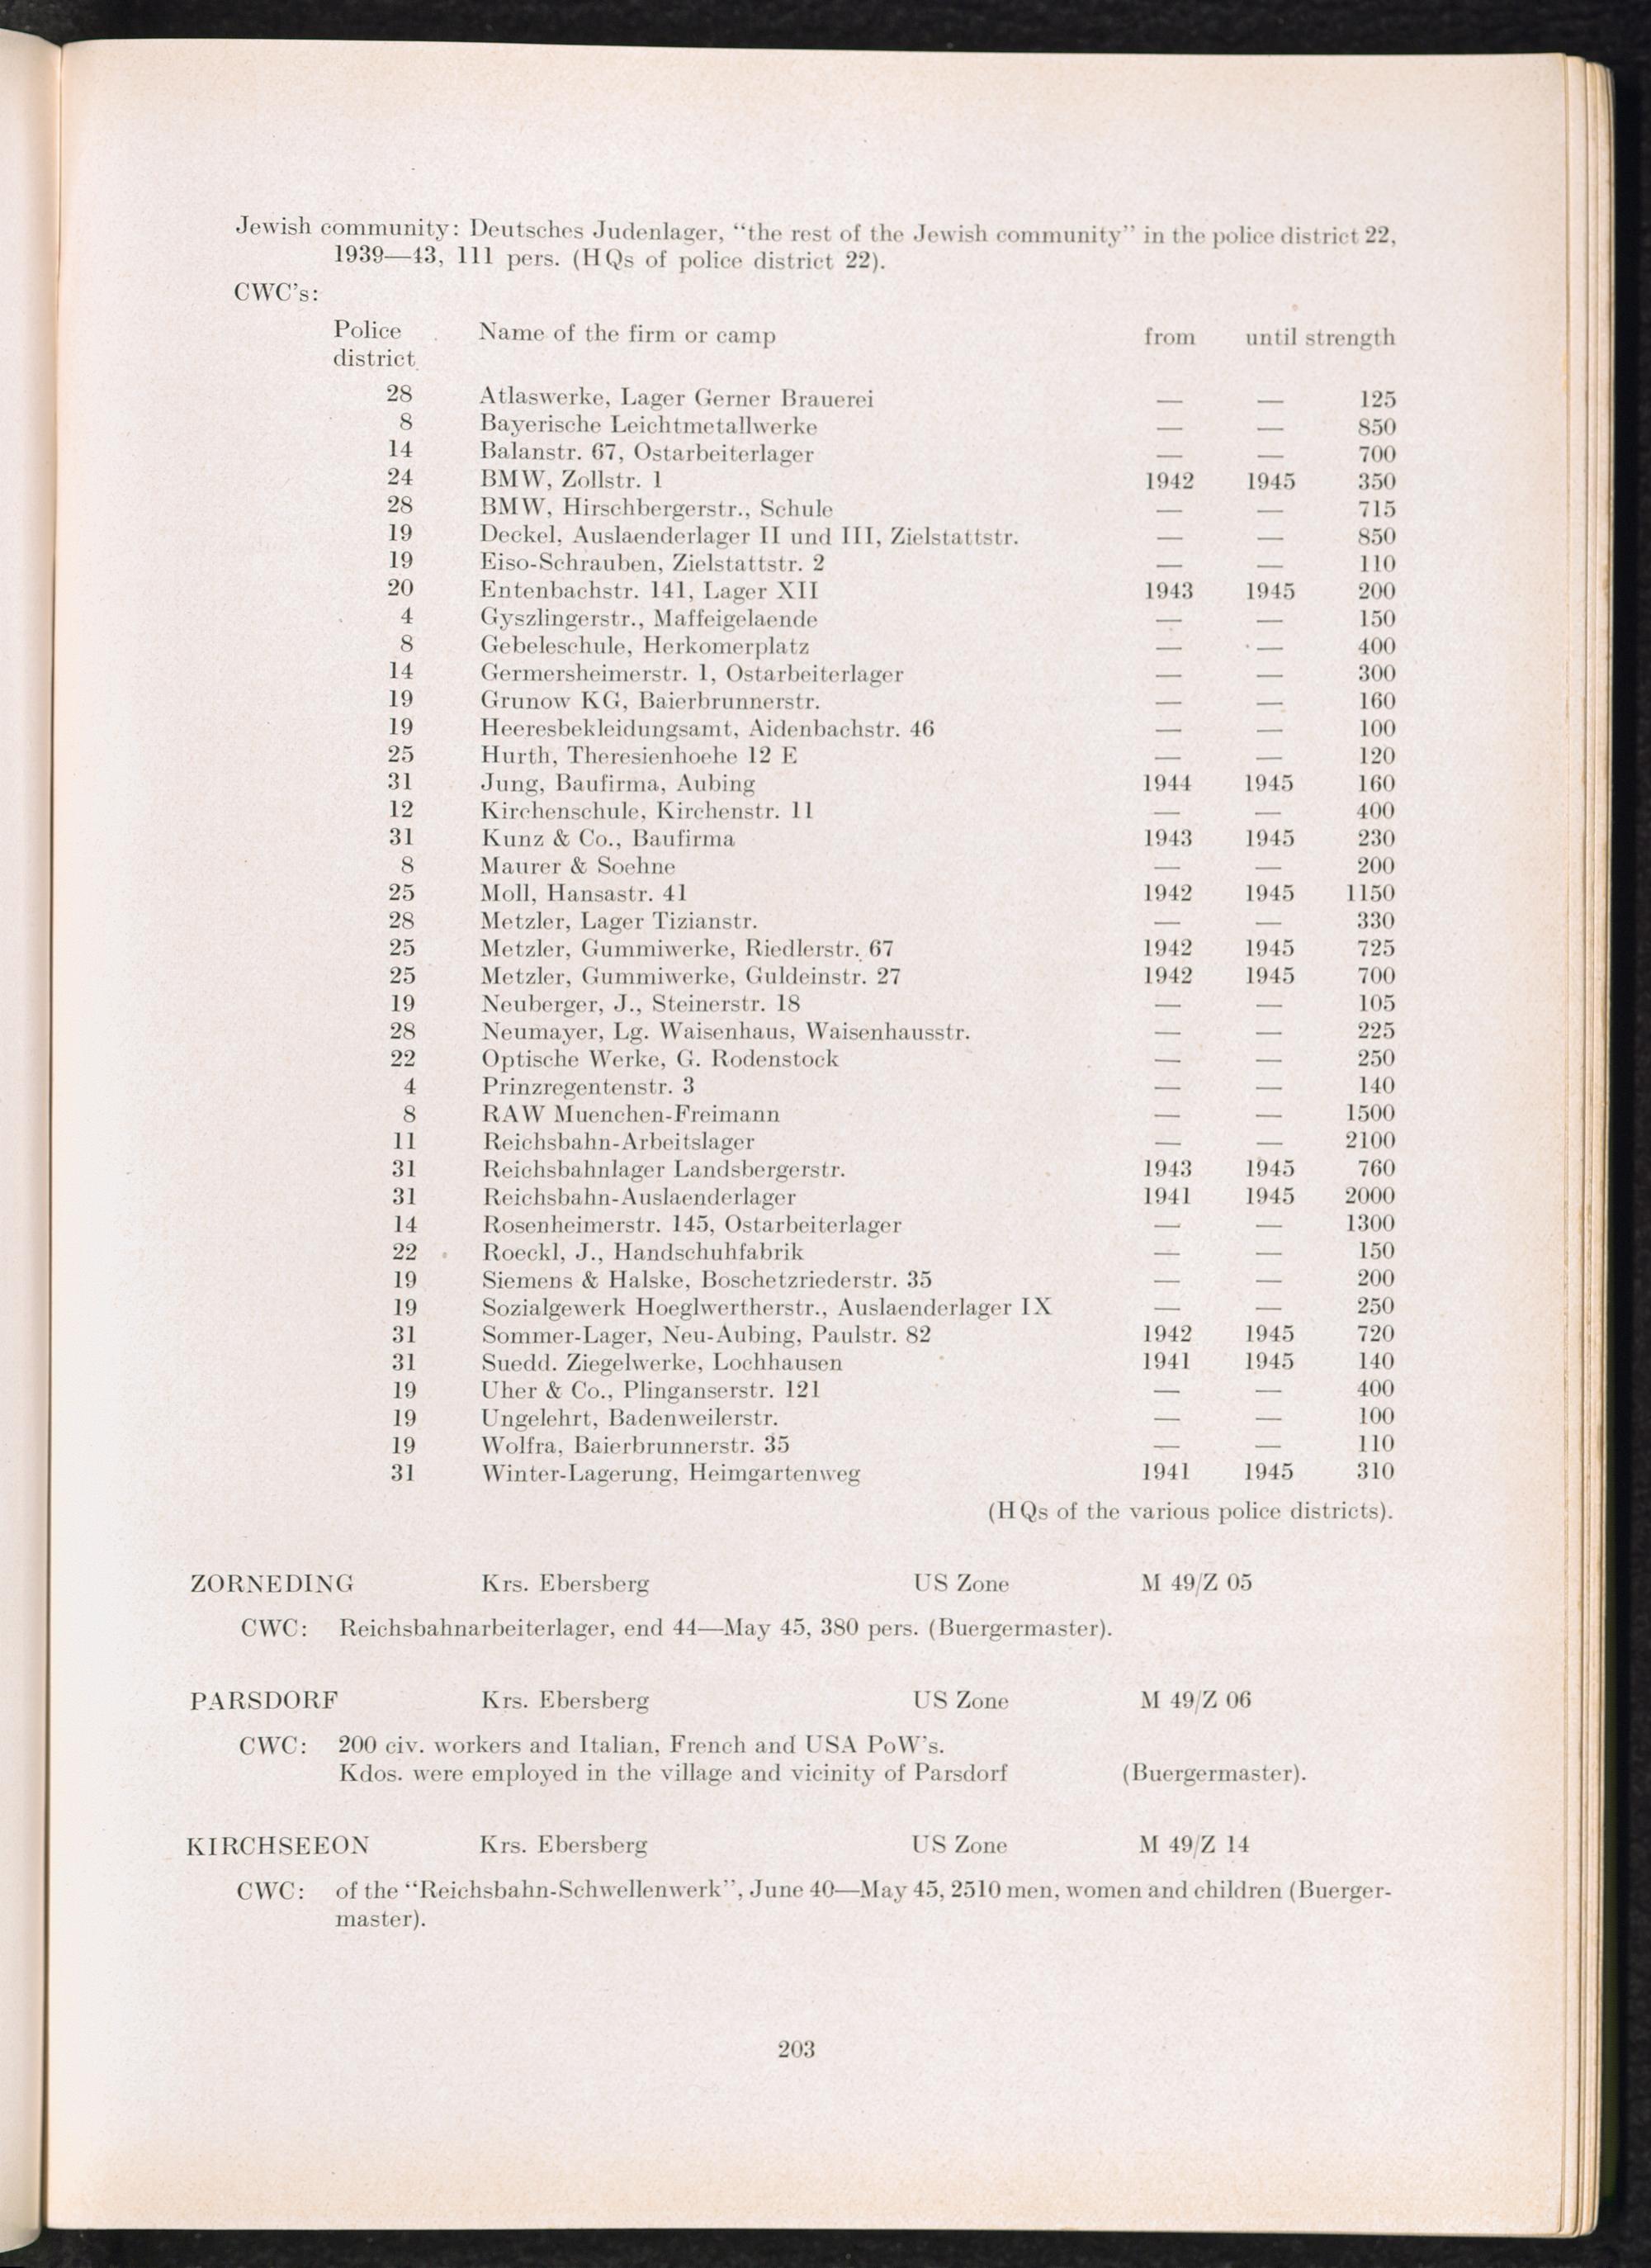 Jewish community: Deutsches Judenlager, “the rest of the Jewish community” in the police district 22,
1939—43, 111 pers. (HQs of police district 22).
CWC's:
Police Name of the firm or camp from until strength
district
28 Atlaswerke, Lager Gerner Brauerei — — 125
8 Bayerische Leichtmetallwerke — — 850
14 Balanstr. 67, Ostarbeiterlager — — 700
24 BMW, Zollstr. 1 1942 1945 350
28 BMW, Hirschbergerstr., Schule — — 715
19 Deckel, Auslaenderlager II und III, Zielstattstr. — — 850
19 Eiso-Schrauben, Zielstattstr. 2 — — 110
20 Entenbachstr. 141, Lager XII 1943 1945 200
4 Gyszlingerstr., Maffeigelaende — — 150
8 Gebeleschule, Herkomerplatz — — 400
14 Germersheimerstr. 1, Ostarbeiterlager — — 300
19 Grunow KG, Baierbrunnerstr. — — 160
19 Heeresbekleidungsamt, Aidenbachstr. 46 — — 100
25 Hurth, Theresienhoehe 12 E — — 120
31 Jung, Baufirma, Aubing 1944 1945 160
12 Kirchenschule, Kirchenstr. 11 — — 400
31 Kunz & Co., Baufirma 1943 1945 230
8 Maurer & Soehne — — 200
25 Moll, Hansastr. 41 1942 1945 1150
28 Metzler, Lager Tizianstr. — — 330
25 Metzler, Gummiwerke, Riedlerstr. 67 1942 1945 725
25 Metzler, Gummiwerke, Guldeinstr. 27 1942 1945 700
19 Neuberger, J., Steinerstr. 18 — — 105
28 Neumayer, Lg. Waisenhaus, Waisenhausstr. — — 225
22 Optische Werke, G. Rodenstock — — 250
4 Prinzregentenstr. 3 — — 140
8 RAW Muenchen-Freimann — — 1500
11 Reichsbahn-Arbeitslager — — 2100
31 Reichsbahnlager Landsbergerstr. 1943 1945 760
31 Reichsbahn-Auslaenderlager 1941 1945 2000
14 Rosenheimerstr. 145, Ostarbeiterlager — — 1300
22 Roeckl, J., Handschuhfabrik — — 150
19 Siemens & Halske, Boschetzriederstr. 35 — — 200
19 Sozialgewerk Hoeglwertherstr., Auslaenderlager IX — — 250
31 Sommer-Lager, Neu-Aubing, Paulstr. 82 1942 1945 720
31 Suedd. Ziegelwerke, Lochhausen 1941 1945 140
19 Uher & Co., Plinganserstr. 121 — — 400
19 Ungelehrt, Badenweilerstr. — — 100
19 Wolfra, Baierbrunnerstr. 35 — — 110
31 Winter-Lagerung, Heimgartenweg 1941 1945 310
(HQs of the various police districts).
ZORNEDING Krs. Ebersberg US Zone M 49/Z 05
CWC: Reichsbahnarbeiterlager, end 44—May 45, 380 pers. (Buergermaster).
PARSDORF Krs. Ebersberg US Zone M 49/Z 06
CWC: 200 civ. workers and Italian, French and USA PoW's.
Kdos. were employed in the village and vicinity of Parsdorf (Buergermaster).
KIRCHSEEON Krs. Ebersberg US Zone M 49/Z 14
CWC: of the “Reichsbahn-Schwellenwerk”, June 40—May 45, 2510 men, women and children (Buerger-
master).
203